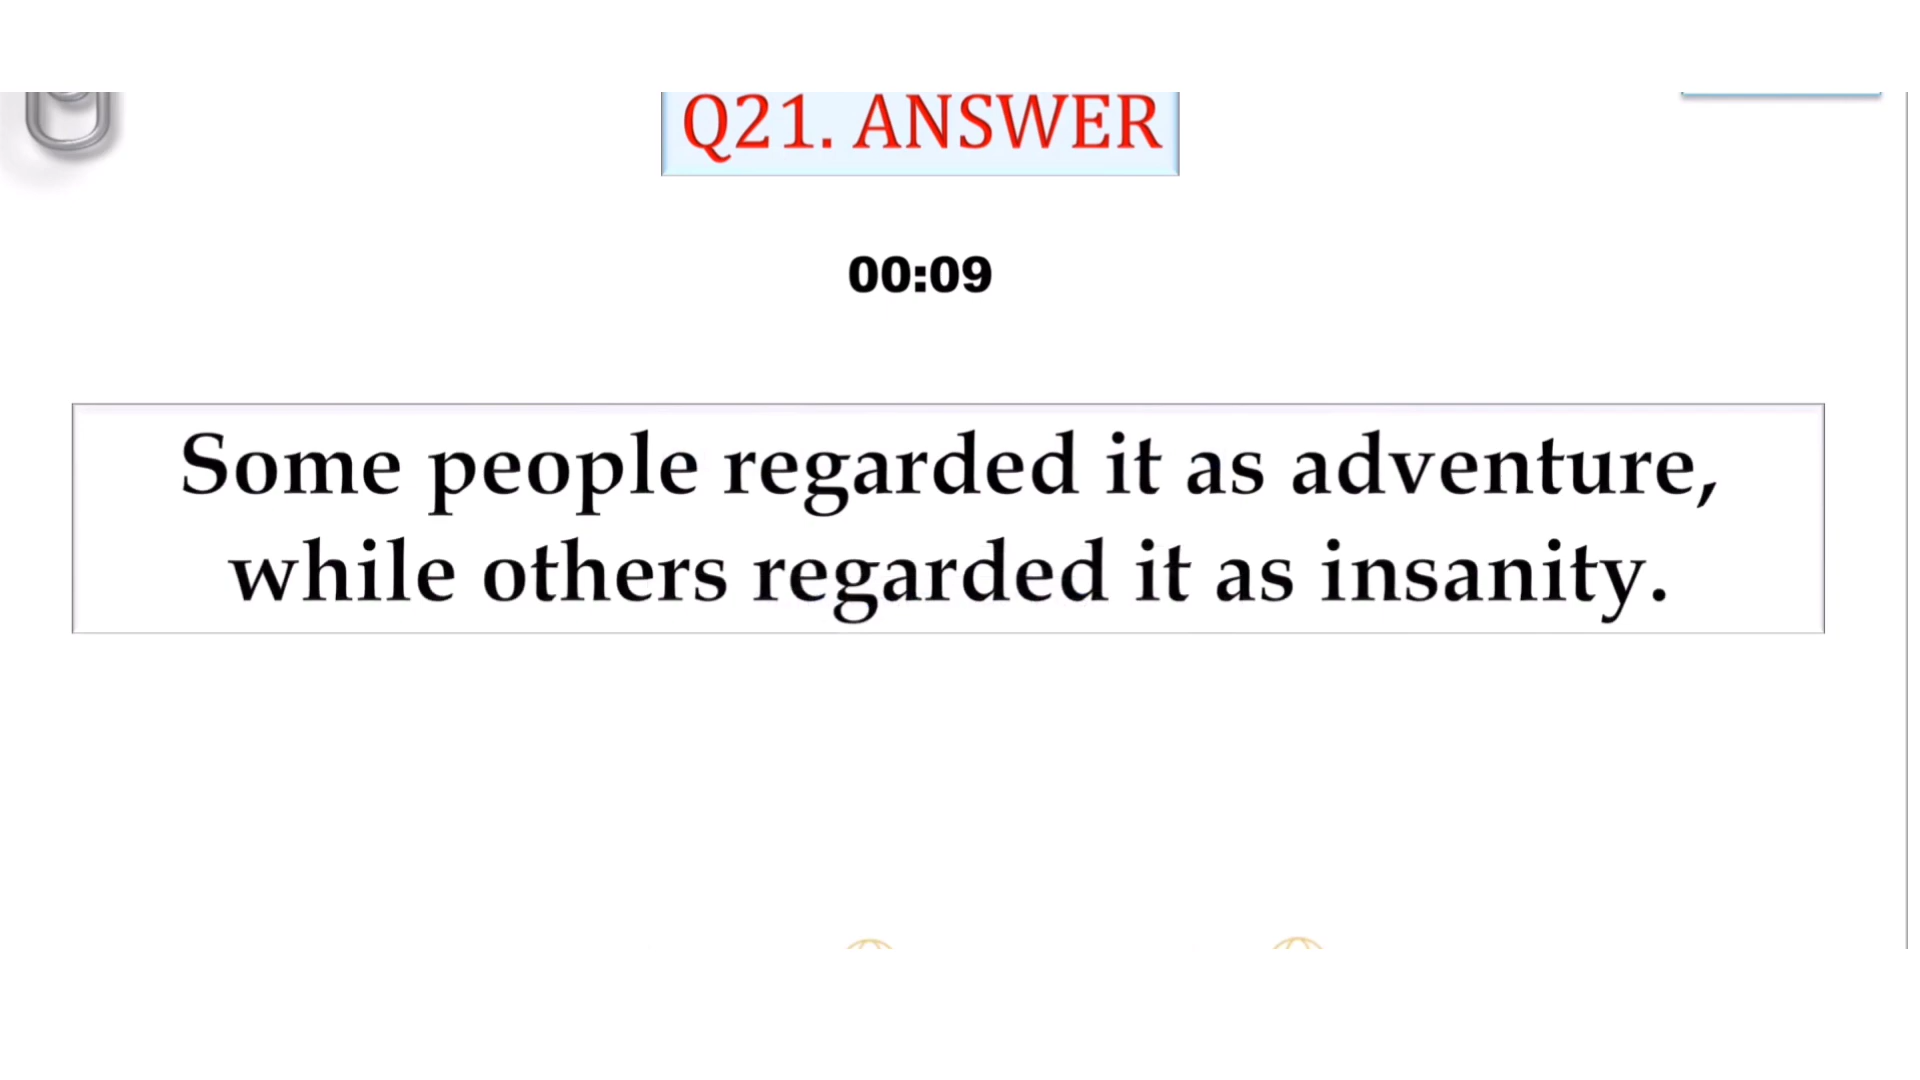 Q21. ANSWER
00:09
Some people regarded it as adventure,
while others regarded it as insanity.